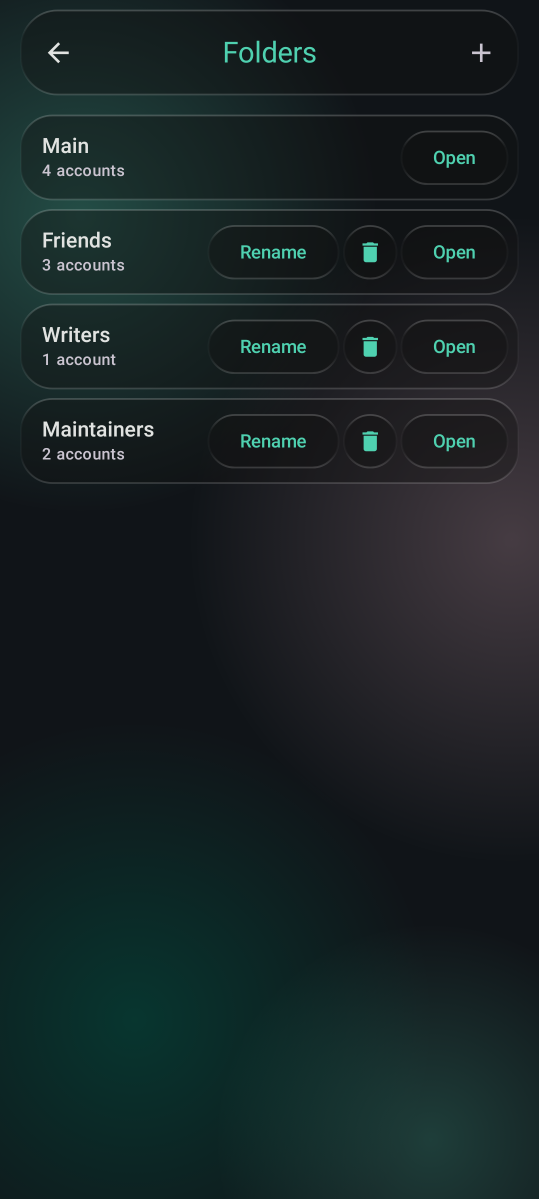 Folders
Main
4 accounts
Open
Friends
3 accounts
Rename
Open
Writers
1 account
Rename
Open
Maintainers
2 accounts
Rename
Open